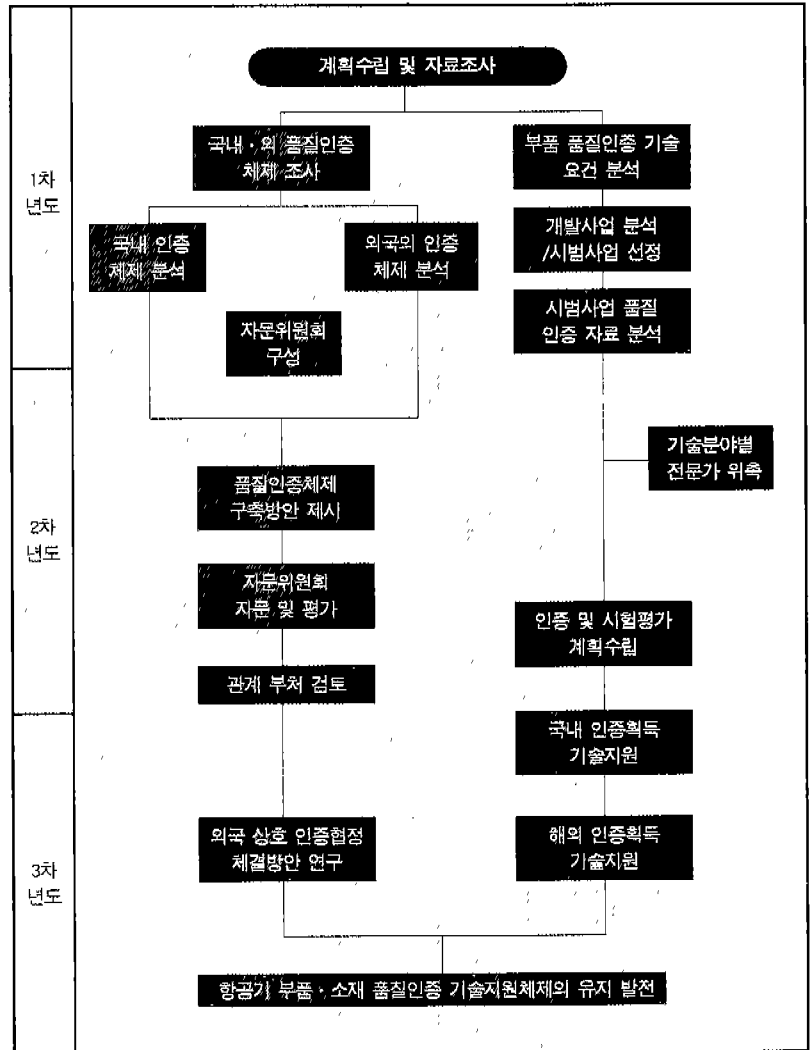 계획수립 및 자료조사
1차
년도
국내·외 품질인증
체제 조사
부품 품질인증 기술
요건 분석
국내 인증
체제 분석
외국의 인증
체제 분석
개발사업 분석
/시범사업 선정
자문위원회
구성
시범사업 품질
인증 자료 분석
2차
년도
기술분야별
전문가 위촉
품질인증체제
구축방안 제시
자문위원회
자문 및 평가
인증 및 시험평가
계획수립
관계 부처 검토
3차
년도
국내 인증획득
기술지원
외국 상호 인증협정
체결방안 연구
해외 인증획득
기술지원
항공기 부품·소재 품질인증 기술지원체제의 유지 발전